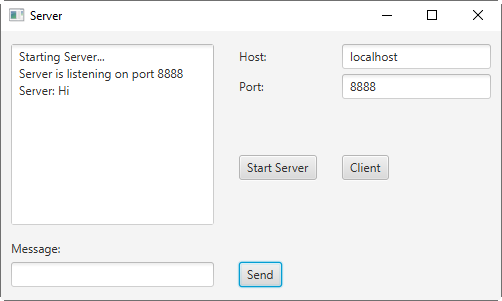 Server
Starting Server...
Server is listening on port 8888
Server: Hi
Host:
localhost
Port:
8888
Start Server
Client
Message:
Send